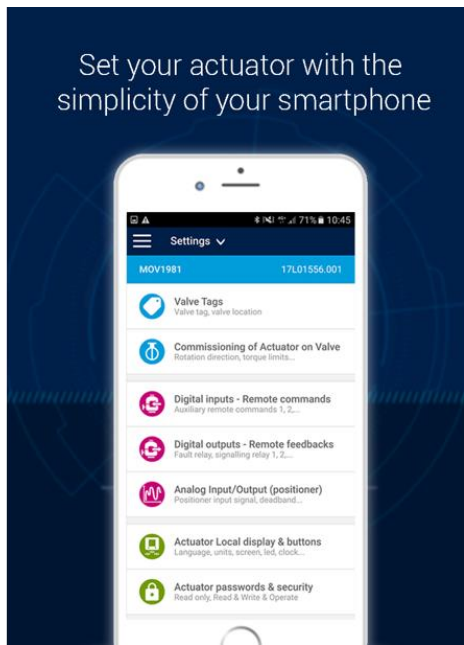 Set your actuator with the
simplicity of your smartphone
71% 10:45
Settings
MOV1981 17L01556.001
Valve Tags
Valve tag, valve location
Commissioning of Actuator on Valve
Rotation direction, torque limits...
Digital inputs - Remote commands
Auxiliary remote commands 1, 2,...
Digital outputs - Remote feedbacks
Fault relay, signalling relay 1, 2,...
Analog Input/Output (positioner)
Positioner input signal, deadband...
Actuator Local display & buttons
Language, units, screen, led, clock...
Actuator passwords & security
Read only, Read & Write & Operate